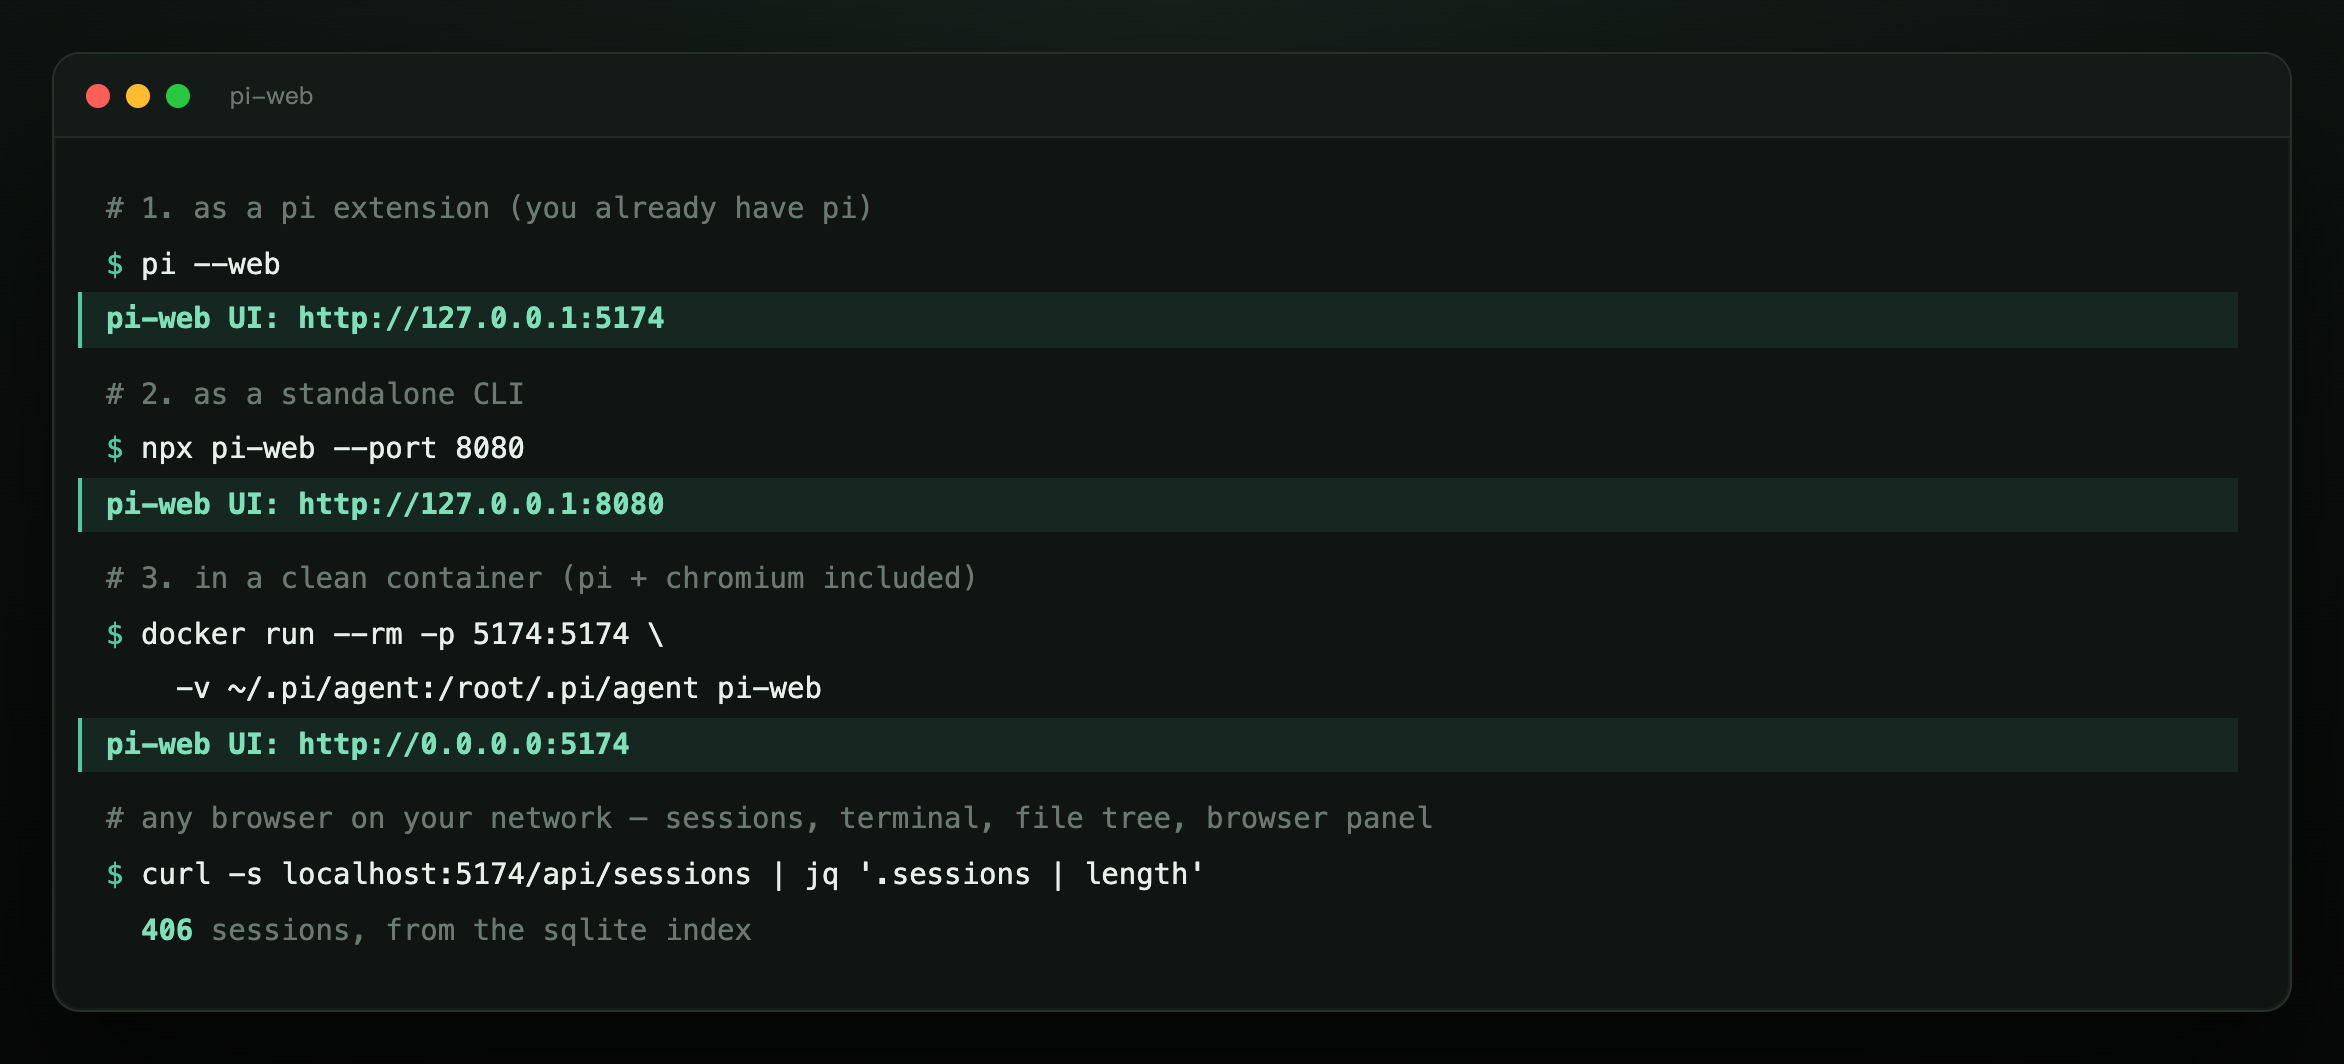 pi-web
# 1. as a pi extension (you already have pi)
$ pi --web
pi-web UI: http://127.0.0.1:5174
# 2. as a standalone CLI
$ npx pi-web --port 8080
pi-web UI: http://127.0.0.1:8080
# 3. in a clean container (pi + chromium included)
$ docker run --rm -p 5174:5174 \
-v ~/.pi/agent:/root/.pi/agent pi-web
pi-web UI: http://0.0.0.0:5174
# any browser on your network — sessions, terminal, file tree, browser panel
$ curl -s localhost:5174/api/sessions | jq '.sessions | length'
406 sessions, from the sqlite index